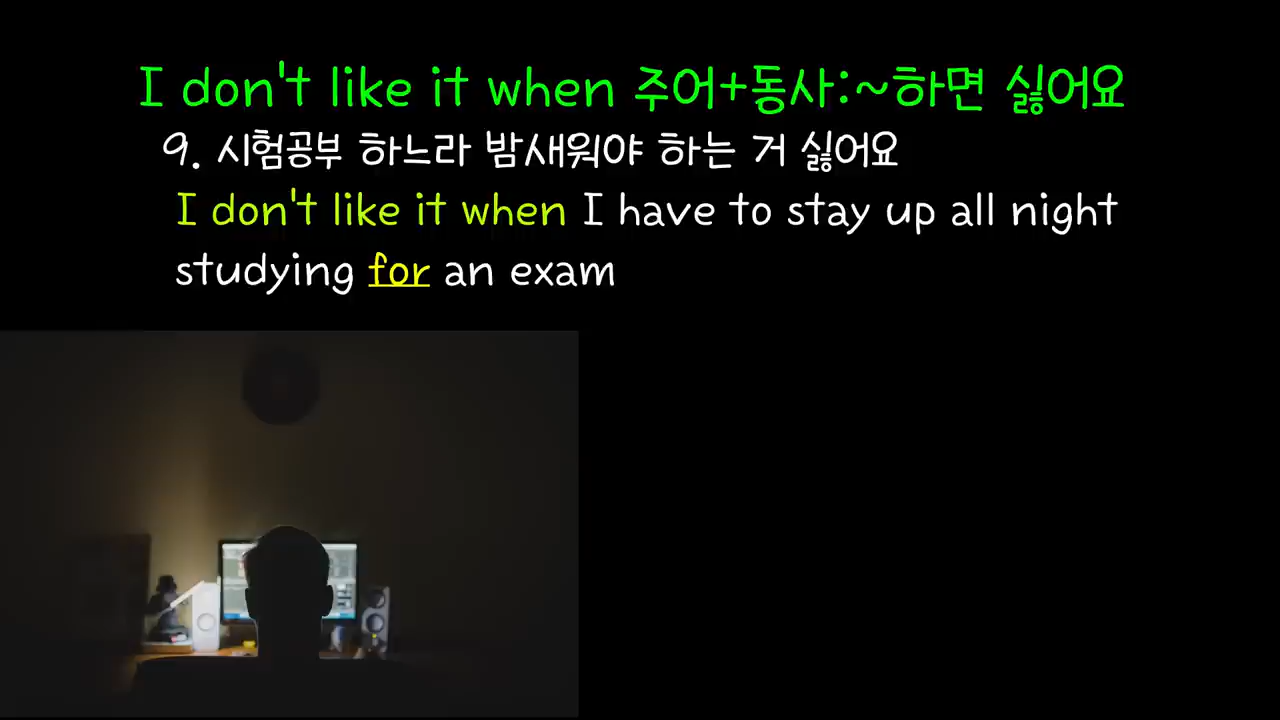 I don't like it when 주어+동사:~하면 싫어요
9. 시험공부 하느라 밤새워야 하는 거 싫어요
I don't like it when I have to stay up all night
studying for an exam